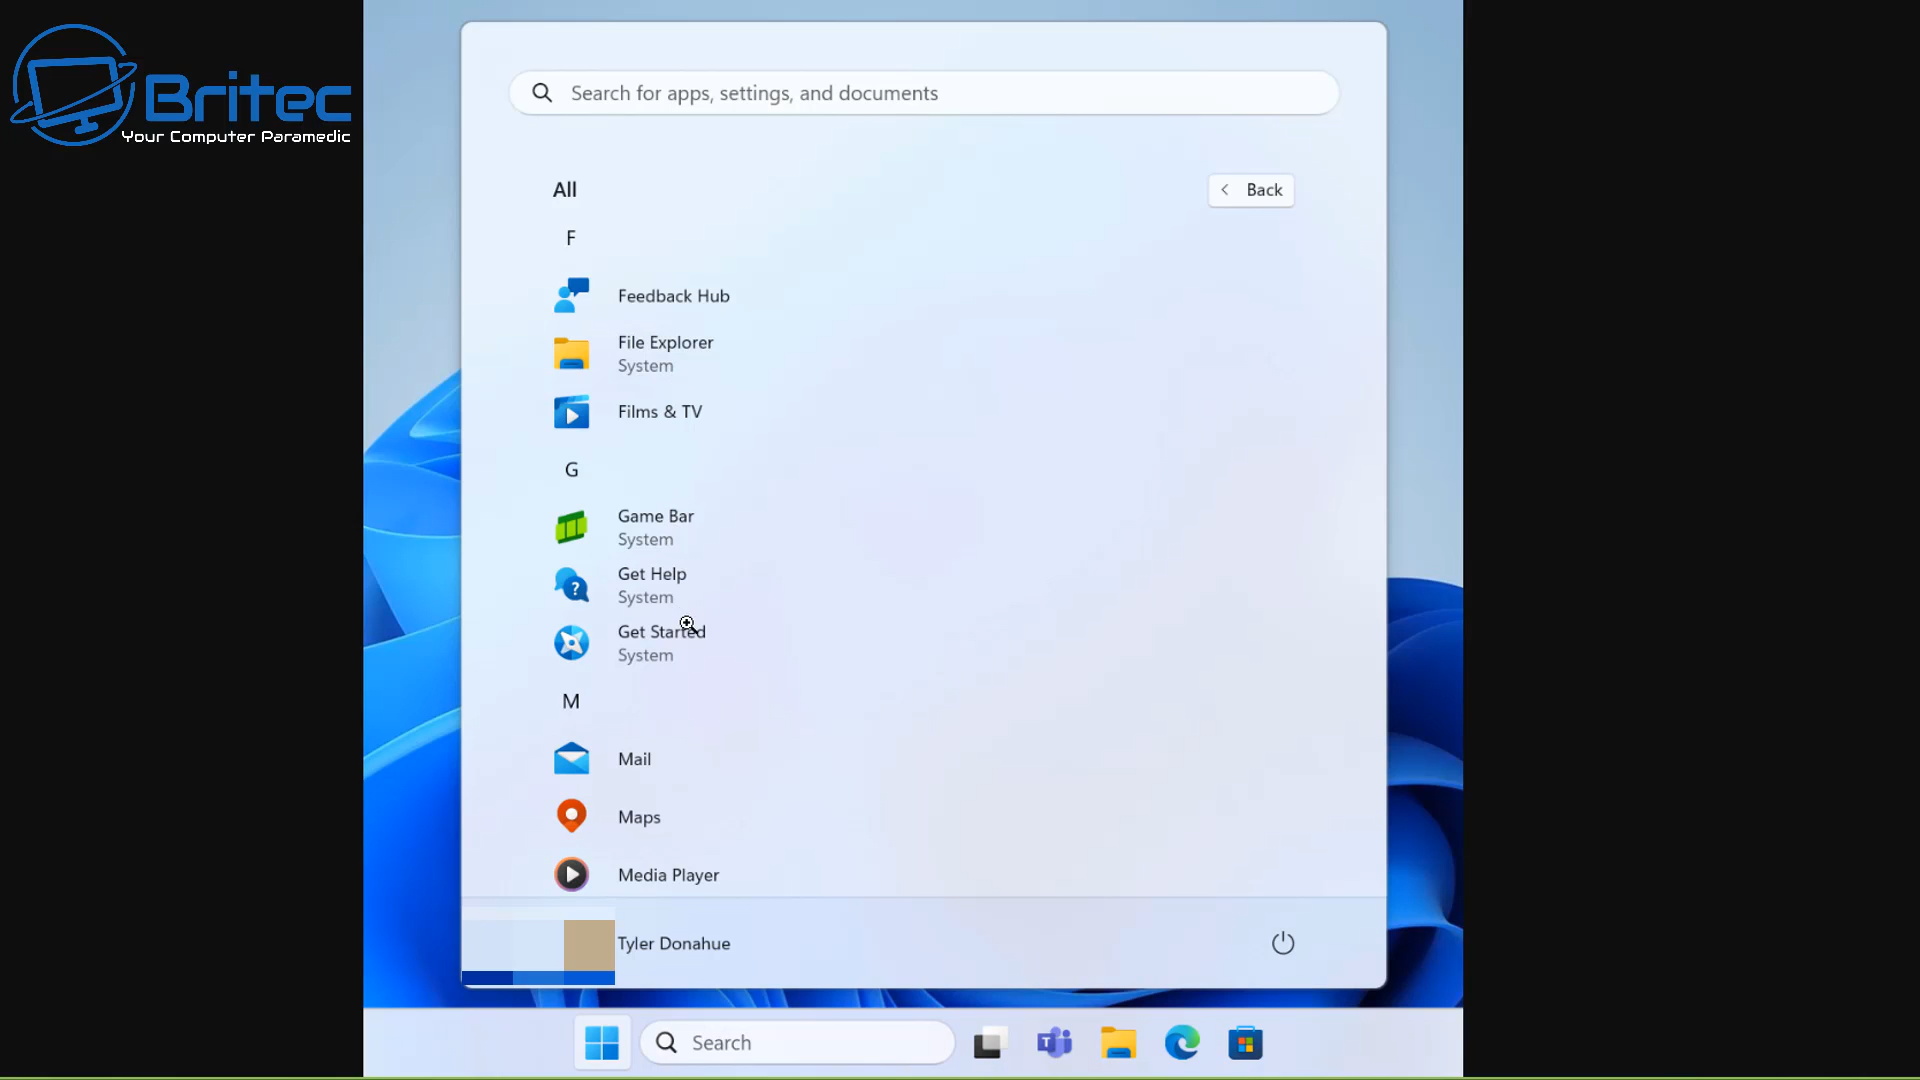 Britec
Your Computer Paramedic
Search for apps, settings, and documents
All
Back
F
Feedback Hub
File Explorer
System
Films & TV
G
Game Bar
System
Get Help
System
Get Started
System
M
Mail
Maps
Media Player
Tyler Donahue
Search